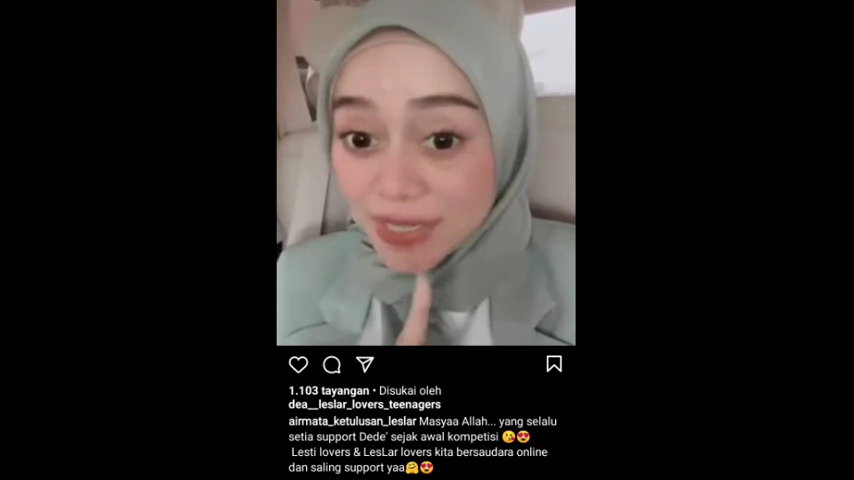 1.103 tayangan • Disukai oleh
dea__leslar_lovers_teenagers
airmata_ketulusan_leslar Masyaa Allah... yang selalu
setia support Dede' sejak awal kompetisi 😘😍
Lesti lovers & LesLar lovers kita bersaudara online
dan saling support yaa🤗😍